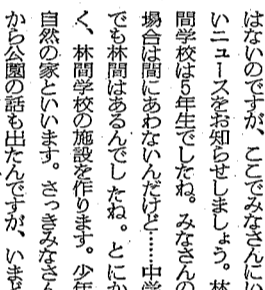 はないのですが、ここでみなさんにい
いニュースをお知らせしましょう。林
間学校は5年生でしたね。みなさんの
場合は間にあわないんだけど……中学
でも林間はあるんでしたね。とにか
く、林間学校の施設を作ります。少年
自然の家といいます。さっきみなさん
から公園の話も出たんですが、いまど